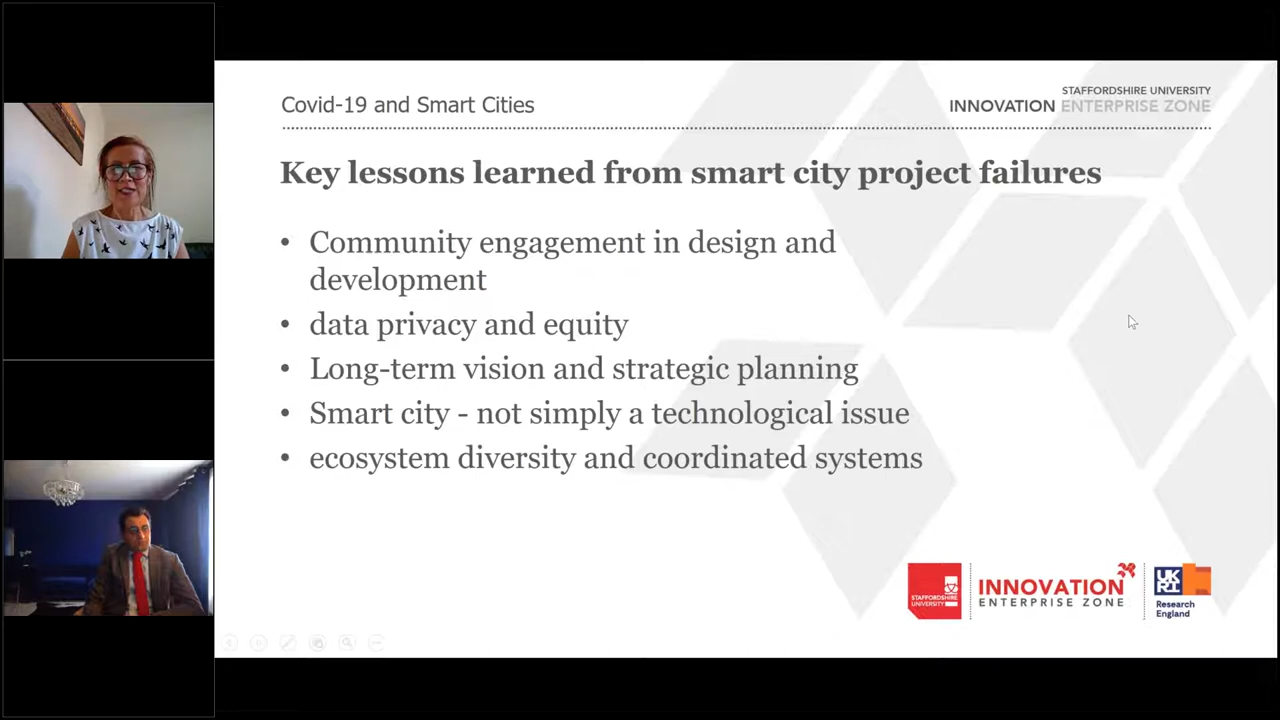 Covid-19 and Smart Cities
STAFFORDSHIRE UNIVERSITY
INNOVATION ENTERPRISE ZONE
Key lessons learned from smart city project failures
• Community engagement in design and
development
• data privacy and equity
• Long-term vision and strategic planning
• Smart city - not simply a technological issue
• ecosystem diversity and coordinated systems
STAFFORDSHIRE
UNIVERSITY
INNOVATION
ENTERPRISE ZONE
UK
RI
Research
England